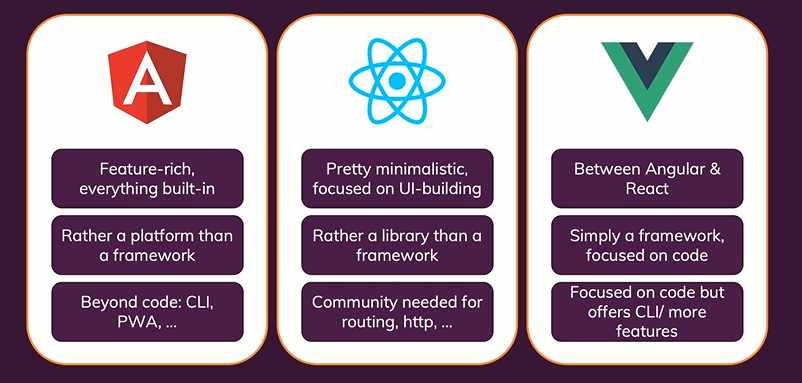 Feature-rich,
everything built-in
Rather a platform than
a framework
Beyond code: CLI,
PWA, ...
Pretty minimalistic,
focused on UI-building
Rather a library than a
framework
Community needed for
routing, http, ...
Between Angular &
React
Simply a framework,
focused on code
Focused on code but
offers CLI/ more
features